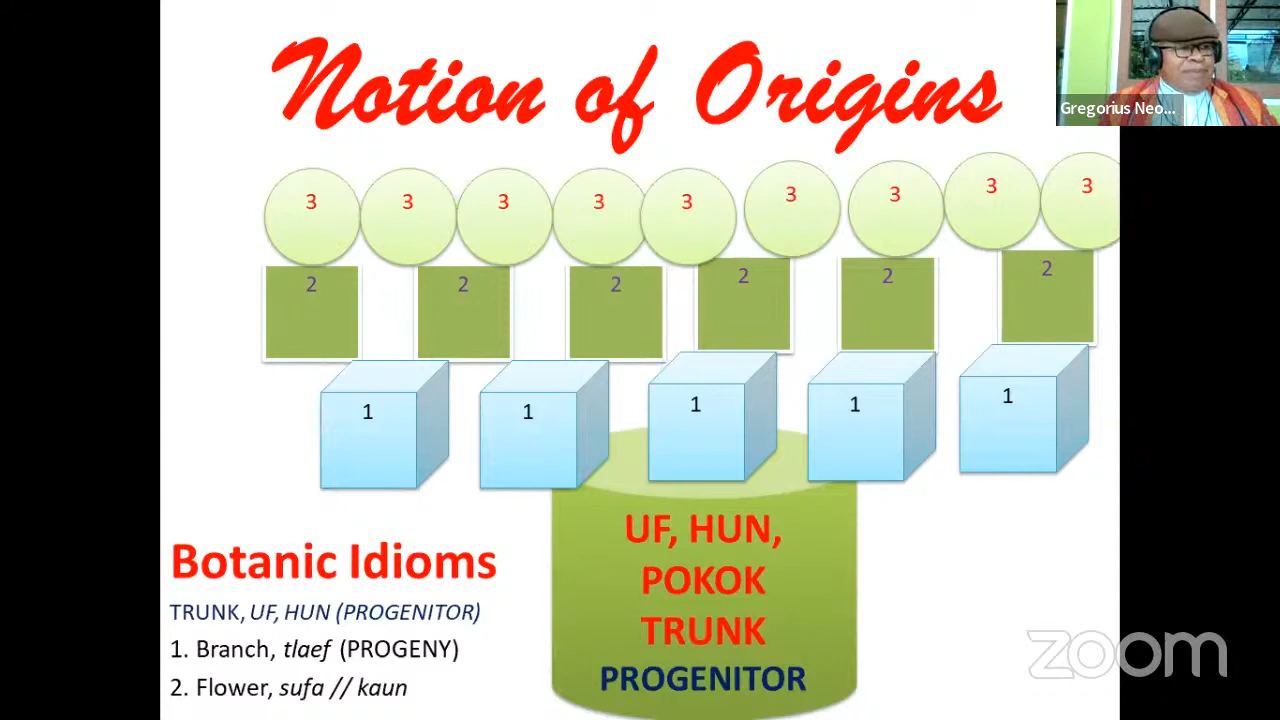 Notion of Origins
Gregorius Neo...
3 3 3 3 3 3 3 3 3
2 2 2 2 2 2
1 1 1 1 1
UF, HUN,
POKOK
TRUNK
PROGENITOR
Botanic Idioms
TRUNK, UF, HUN (PROGENITOR)
1. Branch, tlaef (PROGENY)
2. Flower, sufa // kaun
zoom